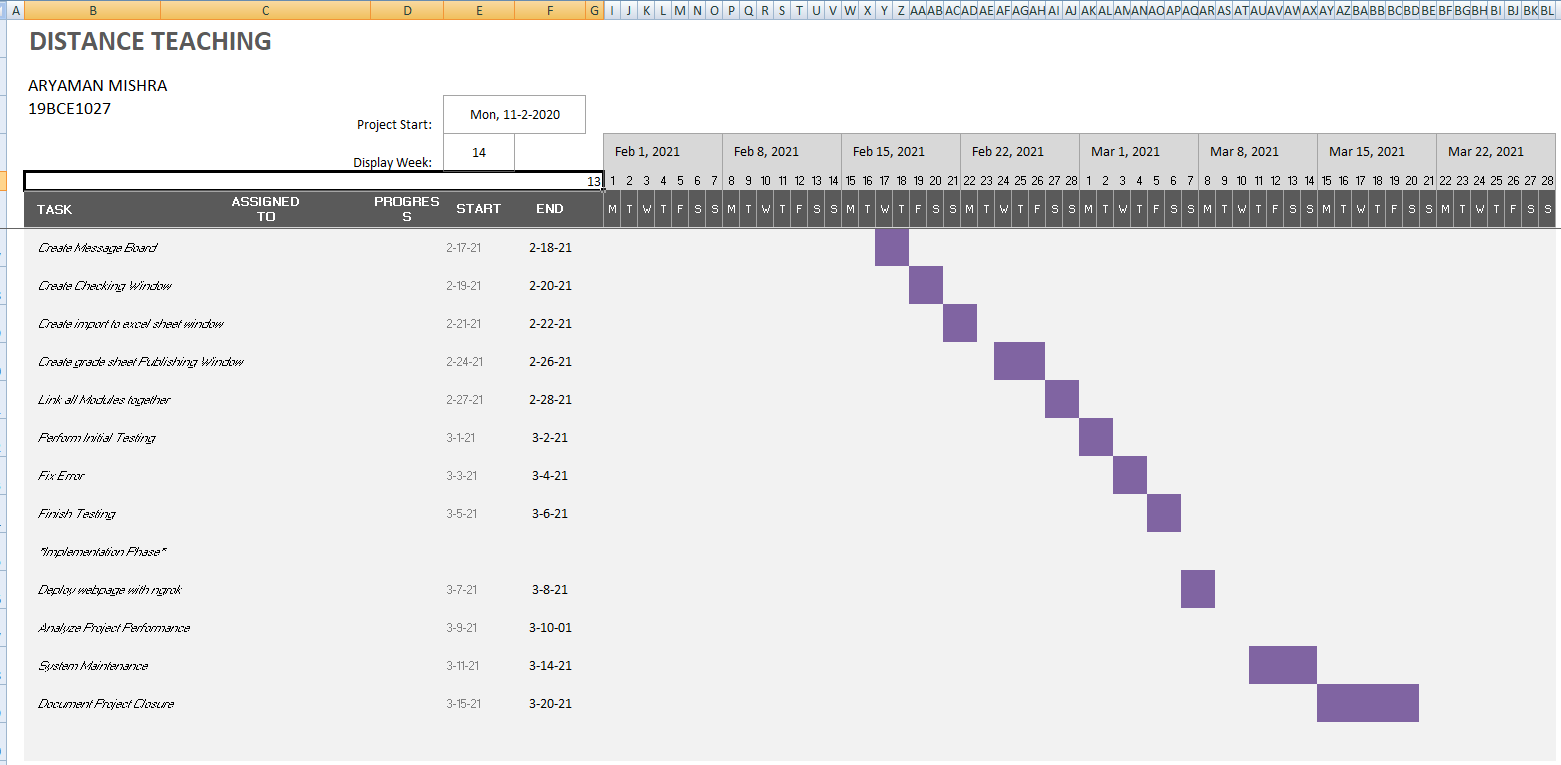 A B C D E F G I J K L M N O P Q R S T U V W X Y Z AA AB AC AD AE AF AG AH AI AJ AK AL AM AN AO AP AQ AR AS AT AU AV AW AX AY AZ BA BB BC BD BE BF BG BH BI BJ BK BL
DISTANCE TEACHING
ARYAMAN MISHRA
19BCE1027
Project Start: Mon, 11-2-2020
Display Week: 14
Feb 1, 2021 Feb 8, 2021 Feb 15, 2021 Feb 22, 2021 Mar 1, 2021 Mar 8, 2021 Mar 15, 2021 Mar 22, 2021
13 1 2 3 4 5 6 7 8 9 10 11 12 13 14 15 16 17 18 19 20 21 22 23 24 25 26 27 28 1 2 3 4 5 6 7 8 9 10 11 12 13 14 15 16 17 18 19 20 21 22 23 24 25 26 27 28
TASK ASSIGNED TO PROGRESS START END M T W T F S S M T W T F S S M T W T F S S M T W T F S S M T W T F S S M T W T F S S M T W T F S S M T W T F S S
Create Message Board 2-17-21 2-18-21
Create Checking Window 2-19-21 2-20-21
Create import to excel sheet window 2-21-21 2-22-21
Create grade sheet Publishing Window 2-24-21 2-26-21
Link all Modules together 2-27-21 2-28-21
Perform Initial Testing 3-1-21 3-2-21
Fix Error 3-3-21 3-4-21
Finish Testing 3-5-21 3-6-21
*Implementation Phase*
Deploy webpage with ngrok 3-7-21 3-8-21
Analyze Project Performance 3-9-21 3-10-01
System Maintenance 3-11-21 3-14-21
Document Project Closure 3-15-21 3-20-21